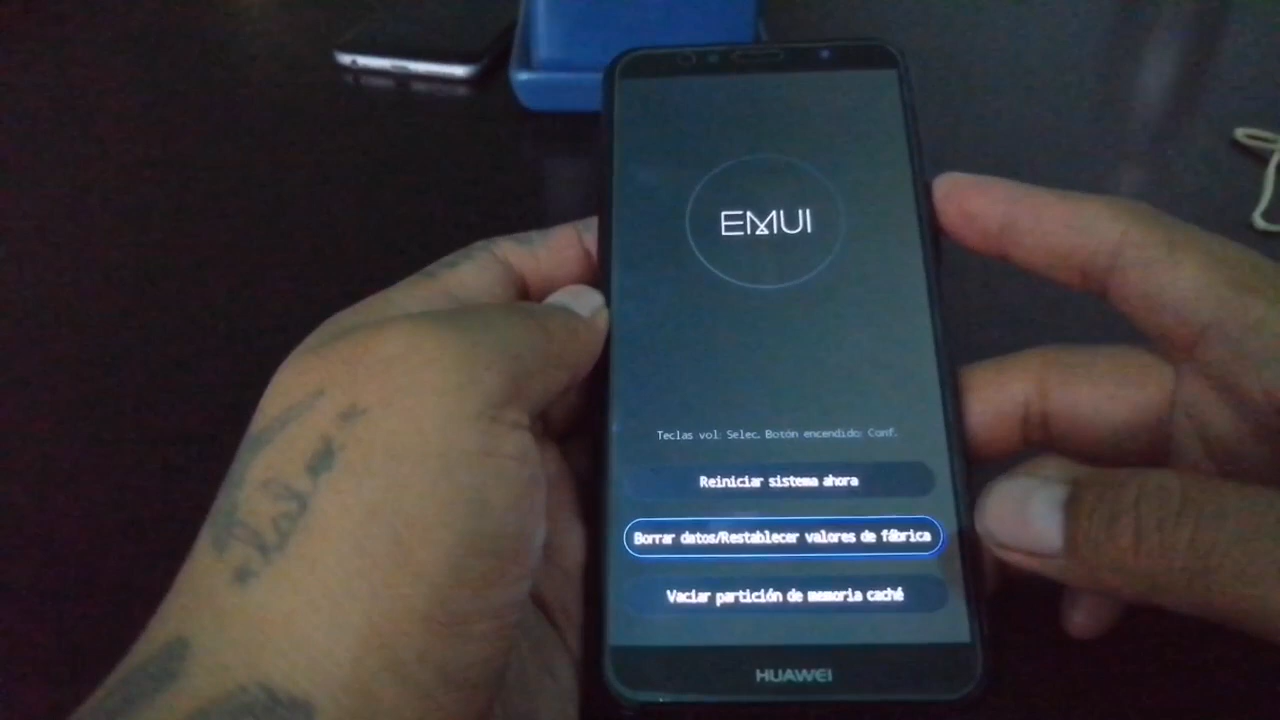 EMUI
Teclas vol: Selec. Botón encendido: Conf.
Reiniciar sistema ahora
Borrar datos/Restablecer valores de fábrica
Vaciar partición de memoria caché
HUAWEI